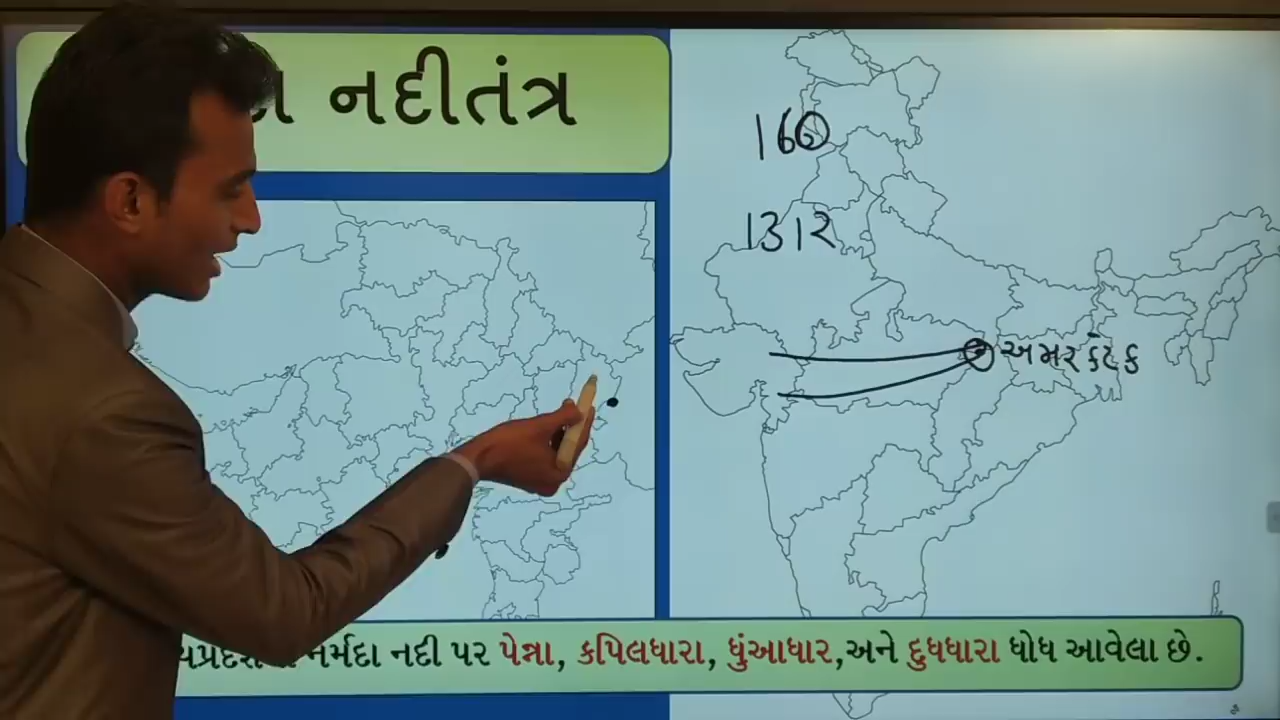 નદીતંત્ર
160
1312
અમરકંટક
નર્મદા નદી પર પેન્ના, કપિલધારા, ધુંઆધાર,અને દુધધારા ધોધ આવેલા છે.